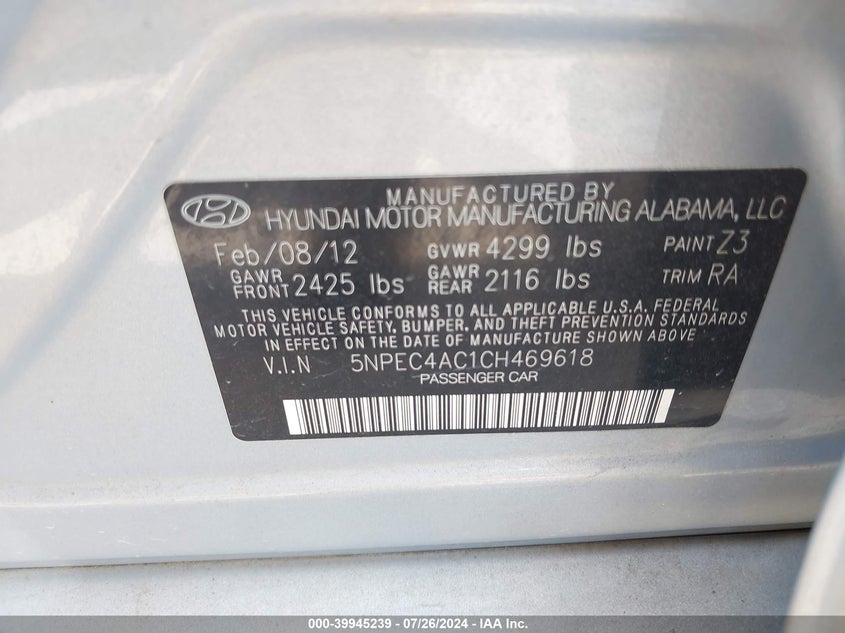 MANUFACTURED BY
HYUNDAI MOTOR MANUFACTURING ALABAMA, LLC
Feb/08/12 GVWR 4299 lbs PAINT Z3
GAWR FRONT 2425 lbs GAWR REAR 2116 lbs TRIM RA
THIS VEHICLE CONFORMS TO ALL APPLICABLE U.S.A. FEDERAL
MOTOR VEHICLE SAFETY, BUMPER, AND THEFT PREVENTION STANDARDS
IN EFFECT ON THE DATE OF MANUFACTURE SHOWN ABOVE.
V.I.N 5NPEC4AC1CH469618
PASSENGER CAR
000-39945239 - 07/26/2024 - IAA Inc.